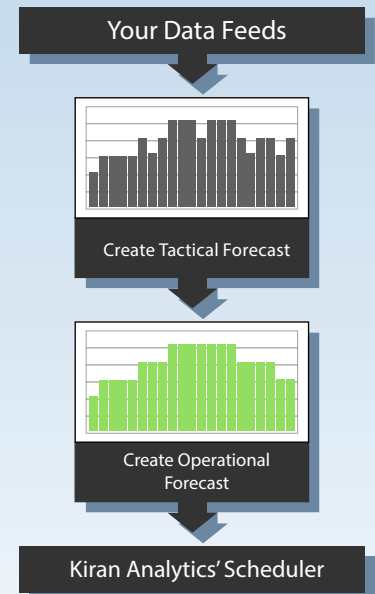 Your Data Feeds
Create Tactical Forecast
Create Operational
Forecast
Kiran Analytics’ Scheduler